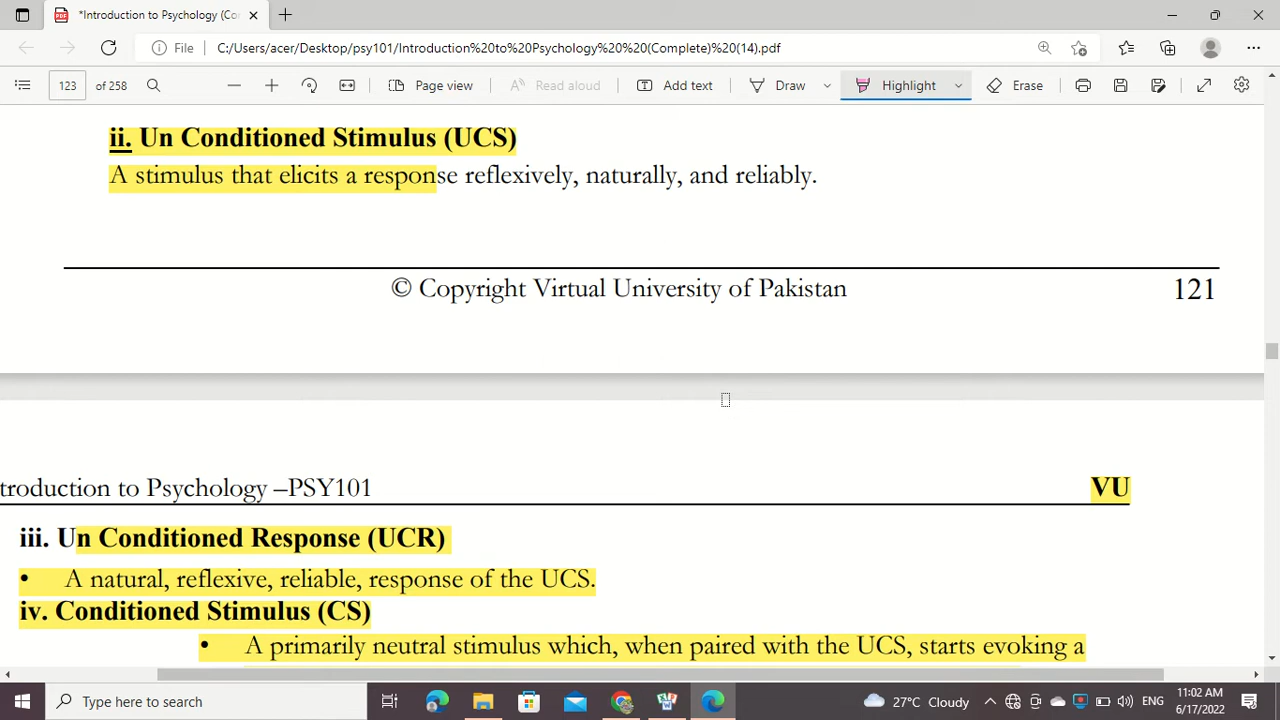 *Introduction to Psychology (Co
File
C:/Users/acer/Desktop/psy101/Introduction%20to%20Psychology%20%20(Complete)%20(14).pdf
123 of 258
Page view
Read aloud
Add text
Draw
Highlight
Erase
ii. Un Conditioned Stimulus (UCS)
A stimulus that elicits a response reflexively, naturally, and reliably.
© Copyright Virtual University of Pakistan 121
troduction to Psychology –PSY101 VU
iii. Un Conditioned Response (UCR)
• A natural, reflexive, reliable, response of the UCS.
iv. Conditioned Stimulus (CS)
• A primarily neutral stimulus which, when paired with the UCS, starts evoking a
Type here to search
27°C Cloudy
ENG
11:02 AM
6/17/2022